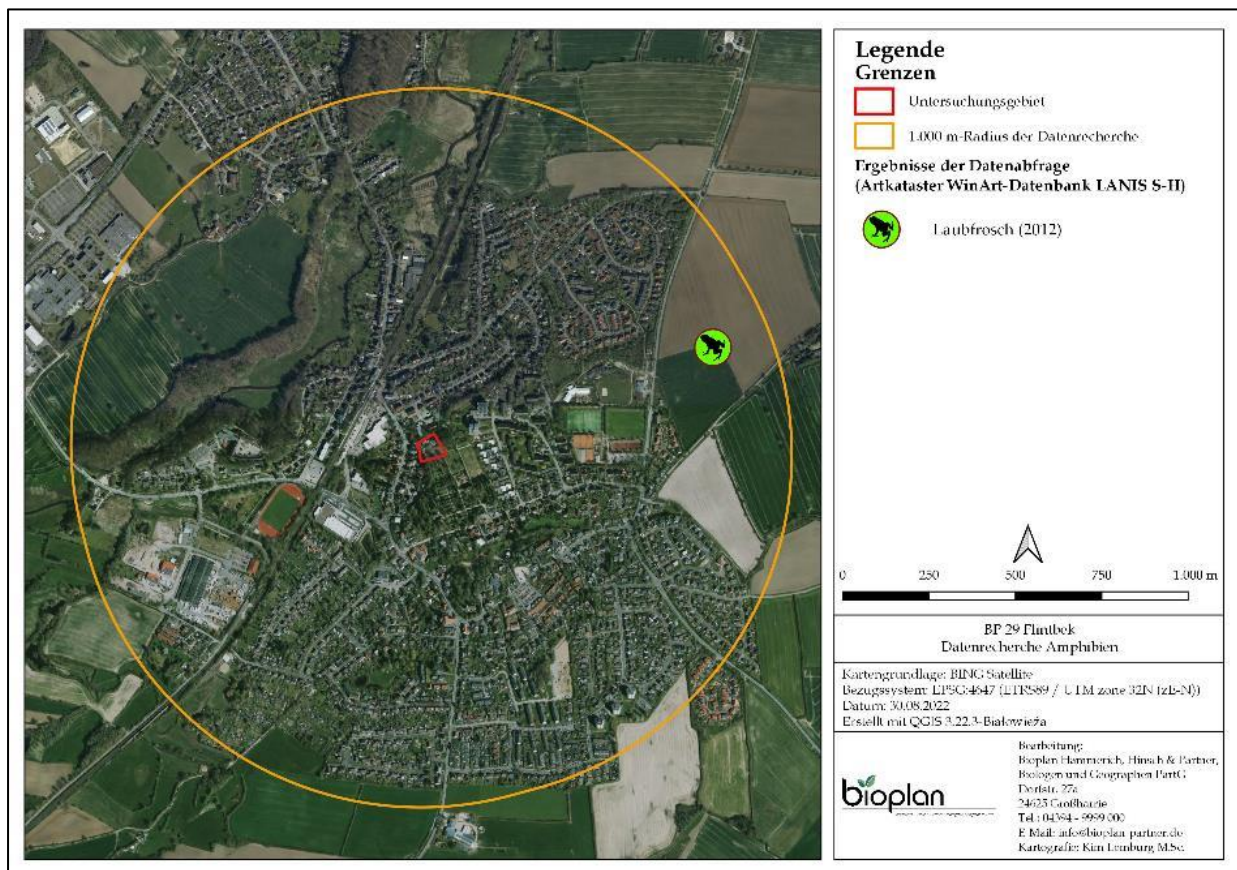 Legende
Grenzen
Untersuchungsgebiet
1.000 m-Radius der Datenrecherche
Ergebnisse der Datenabfrage
(Artkataster WinArt-Datenbank LANIS S-H)
Laubfrosch (2012)
0 250 500 750 1.000 m
BP 29 Flintbek
Datenrecherche Amphibien
Kartengrundlage: BING Satellite
Bezugssystem: EPSG:4647 (ETRS89 / UTM zone 32N (zE-N))
Datum: 30.08.2022
Erstellt mit QGIS 3.22.3-Białowieża
bioplan
Bearbeitung:
Bioplan Hammerich, Hinsch & Partner,
Biologen und Geographen PartG
Dorfstr. 27a
24625 Großharrie
Tel.: 04394 - 9999 000
E-Mail: info@bioplan-partner.de
Kartografie: Kim Lemburg M.Sc.